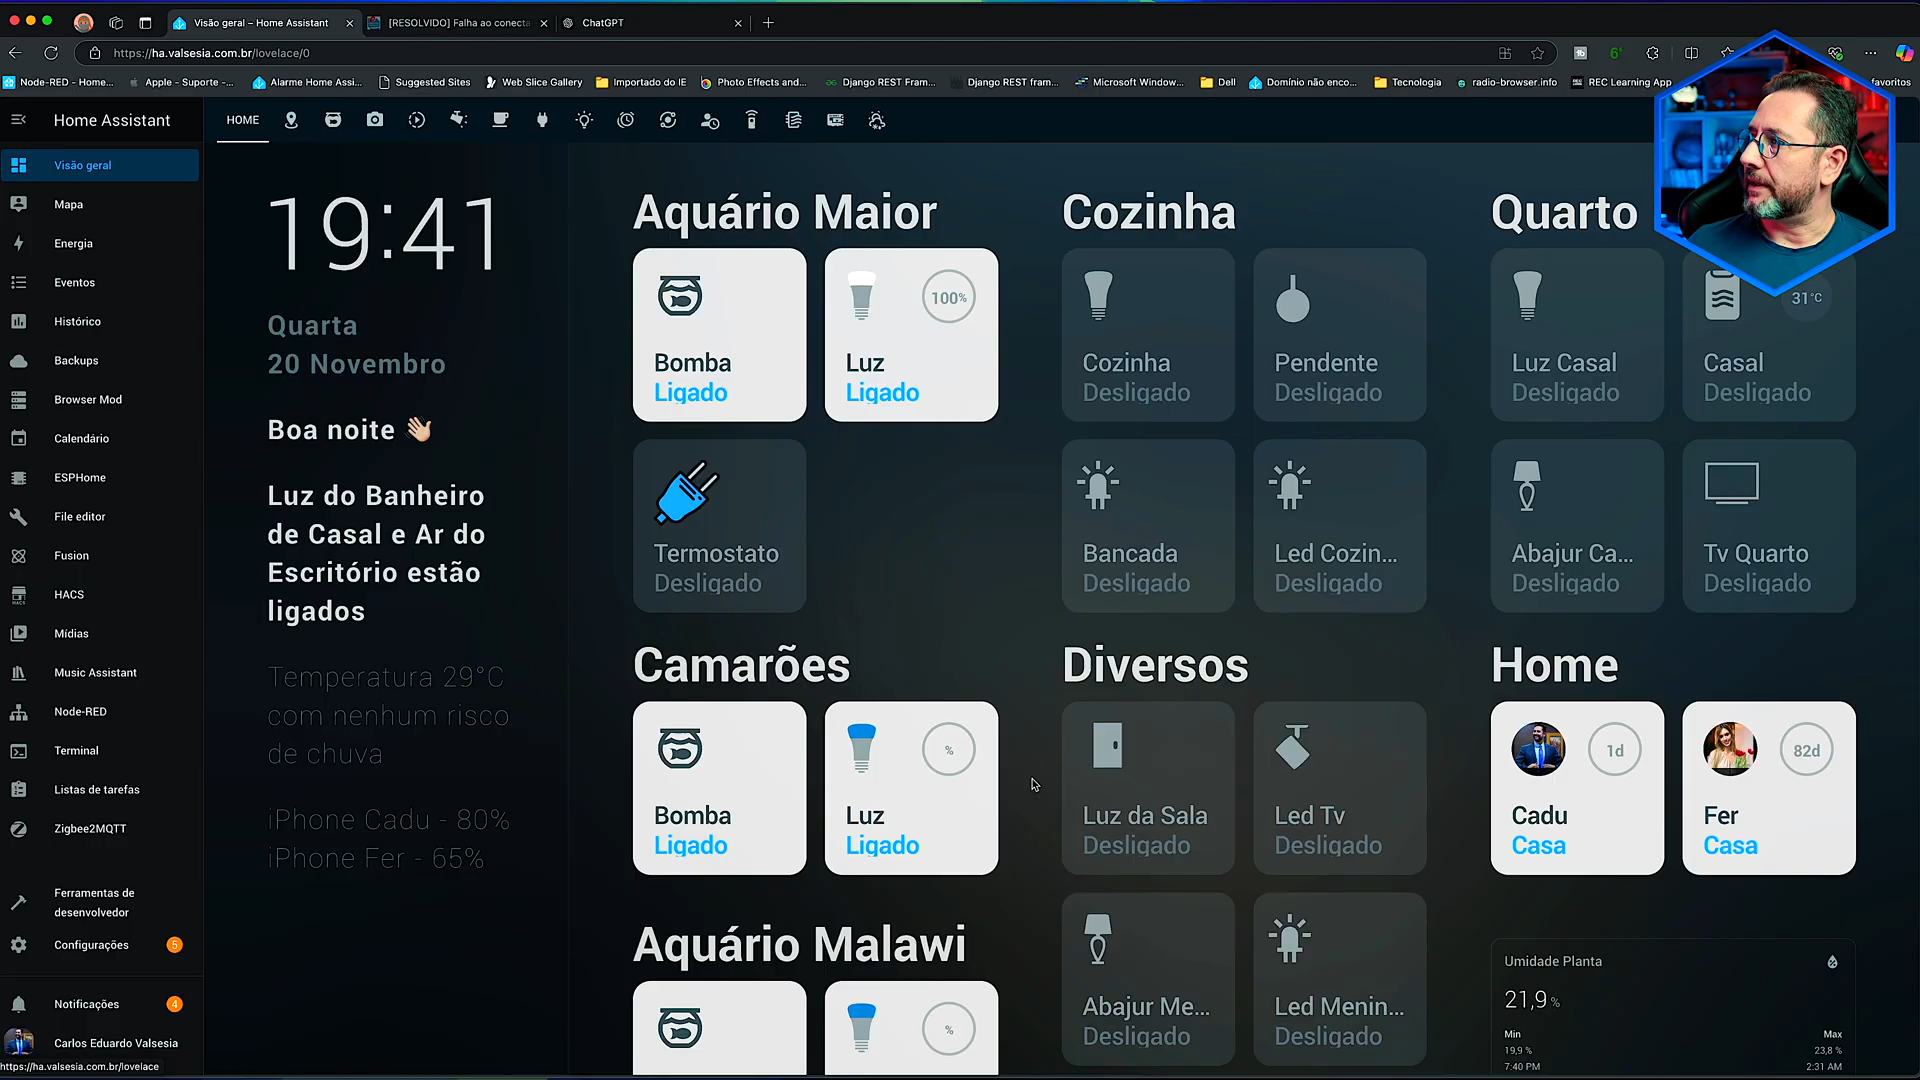 Visão geral – Home Assistant
[RESOLVIDO] Falha ao conecta
ChatGPT
https://ha.valsesia.com.br/lovelace/0
Node-RED - Home...
Apple - Suporte -...
Alarme Home Assi...
Suggested Sites
Web Slice Gallery
Importado do IE
Photo Effects and...
Django REST Fram...
Django REST fram...
Microsoft Window...
Dell
Domínio não enco...
Tecnologia
radio-browser.info
REC Learning App
favoritos
Home Assistant
HOME
Visão geral
Mapa
Energia
Eventos
Histórico
Backups
Browser Mod
Calendário
ESPHome
File editor
Fusion
HACS
Mídias
Music Assistant
Node-RED
Terminal
Listas de tarefas
Zigbee2MQTT
Ferramentas de
desenvolvedor
Configurações
5
Notificações
4
Carlos Eduardo Valsesia
https://ha.valsesia.com.br/lovelace
19:41
Quarta
20 Novembro
Boa noite 👋🏻
Luz do Banheiro
de Casal e Ar do
Escritório estão
ligados
Temperatura 29°C
com nenhum risco
de chuva
iPhone Cadu - 80%
iPhone Fer - 65%
Aquário Maior
Bomba
Ligado
100%
Luz
Ligado
Termostato
Desligado
Camarões
Bomba
Ligado
%
Luz
Ligado
Aquário Malawi
%
Cozinha
Cozinha
Desligado
Pendente
Desligado
Bancada
Desligado
Led Cozin...
Desligado
Diversos
Luz da Sala
Desligado
Led Tv
Desligado
Abajur Me...
Desligado
Led Menin...
Desligado
Quarto
Luz Casal
Desligado
31°C
Casal
Desligado
Abajur Ca...
Desligado
Tv Quarto
Desligado
Home
1d
Cadu
Casa
82d
Fer
Casa
Umidade Planta
21,9 %
Min
Max
19,9 %
23,8 %
7:40 PM
2:31 AM